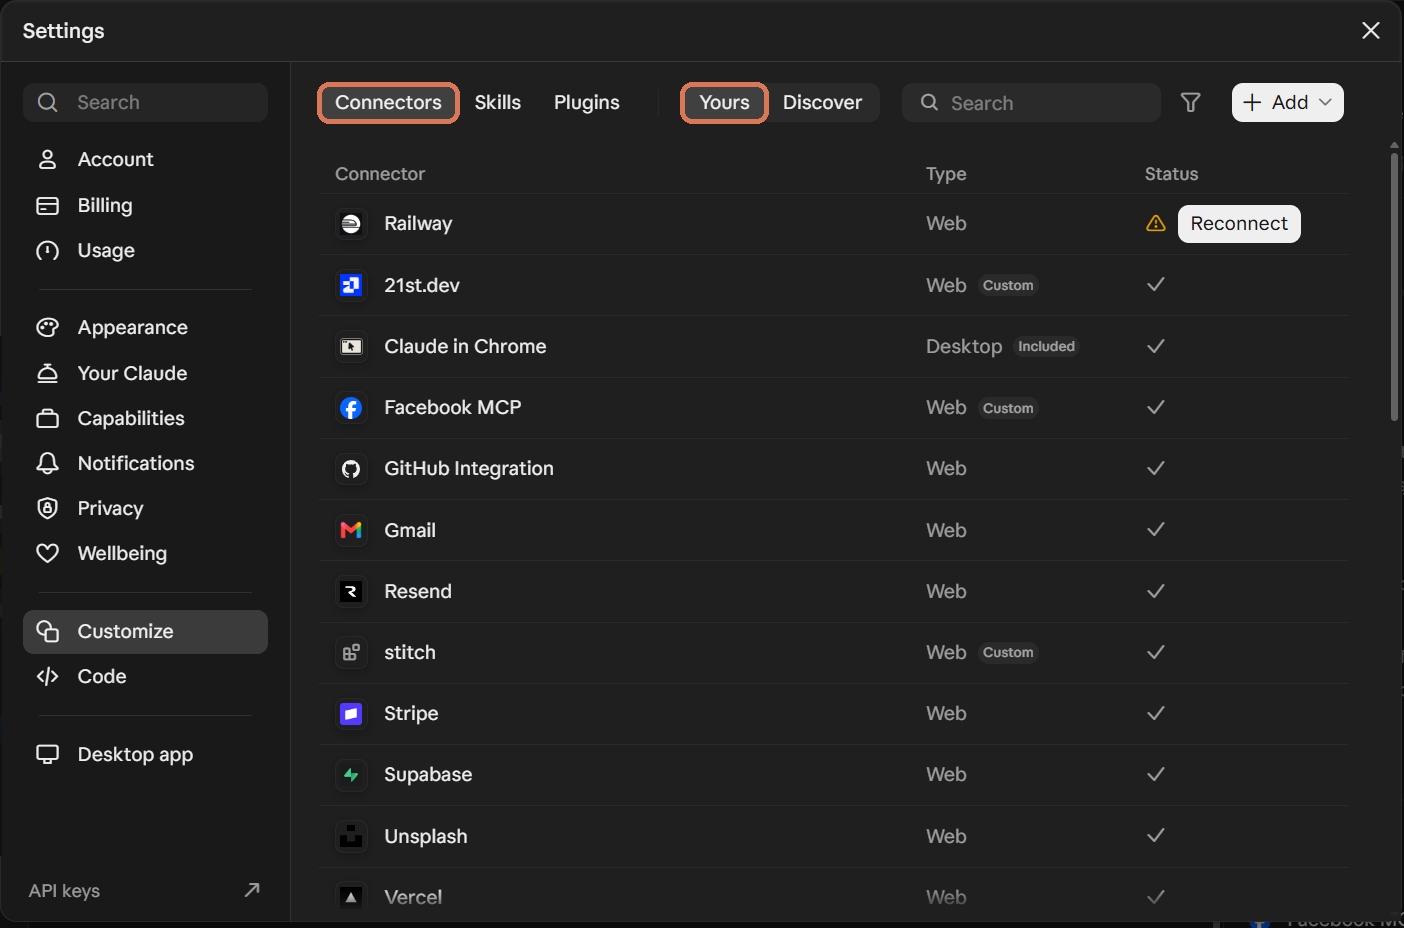 Settings
Search
Account
Billing
Usage
Appearance
Your Claude
Capabilities
Notifications
Privacy
Wellbeing
Customize
Code
Desktop app
API keys
Connectors Skills Plugins Yours Discover Search Add
Connector Type Status
Railway Web Reconnect
21st.dev Web Custom
Claude in Chrome Desktop Included
Facebook MCP Web Custom
GitHub Integration Web
Gmail Web
Resend Web
stitch Web Custom
Stripe Web
Supabase Web
Unsplash Web
Vercel Web